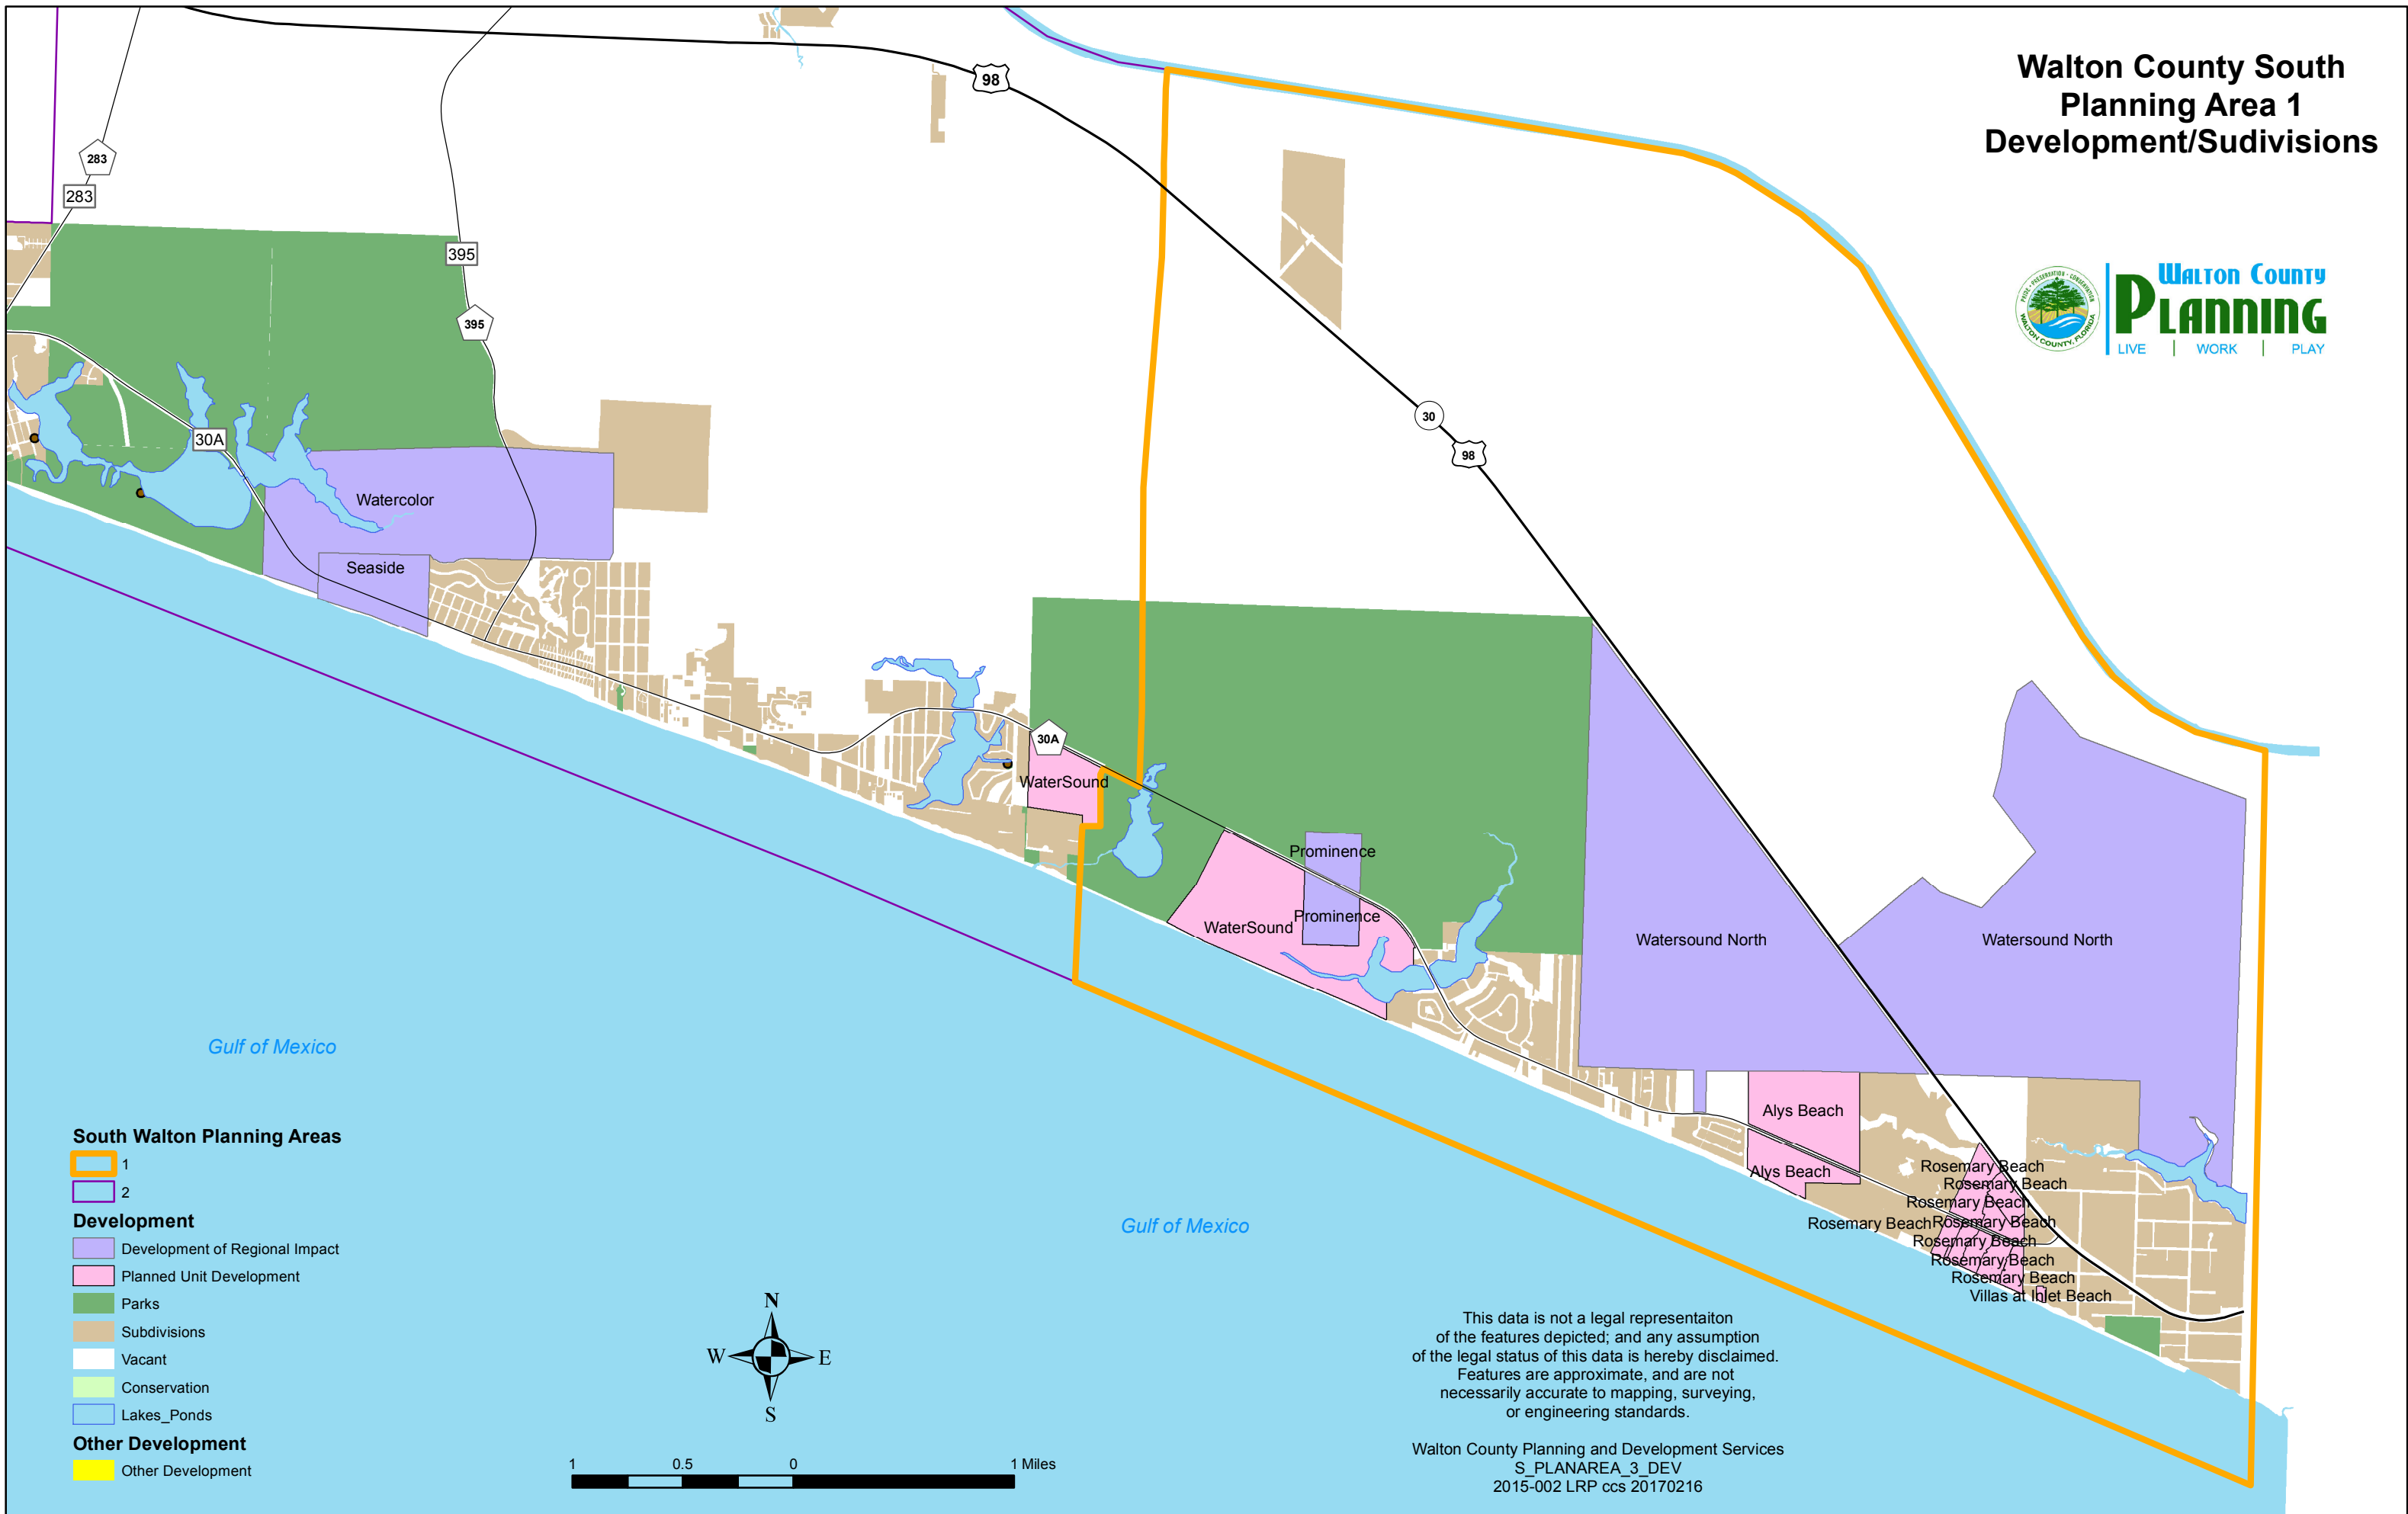 Walton County South
Planning Area 1
Development/Sudivisions
WALTON COUNTY
PLANNING
LIVE | WORK | PLAY
PRIDE • PRESERVATION • CONSERVATION
WALTON COUNTY, FLORIDA
98
283
283
395
395
30
98
30A
Watercolor
Seaside
30A
WaterSound
Prominence
Prominence
WaterSound
Watersound North
Watersound North
Alys Beach
Alys Beach
Rosemary Beach
Rosemary Beach
Rosemary Beach
Rosemary Beach
Rosemary Beach
Rosemary Beach
Rosemary Beach
Rosemary Beach
Villas at Inlet Beach
Gulf of Mexico
Gulf of Mexico
South Walton Planning Areas
1
2
Development
Development of Regional Impact
Planned Unit Development
Parks
Subdivisions
Vacant
Conservation
Lakes_Ponds
Other Development
Other Development
N
W E
S
1 0.5 0 1 Miles
This data is not a legal representaiton
of the features depicted; and any assumption
of the legal status of this data is hereby disclaimed.
Features are approximate, and are not
necessarily accurate to mapping, surveying,
or engineering standards.
Walton County Planning and Development Services
S_PLANAREA_3_DEV
2015-002 LRP ccs 20170216